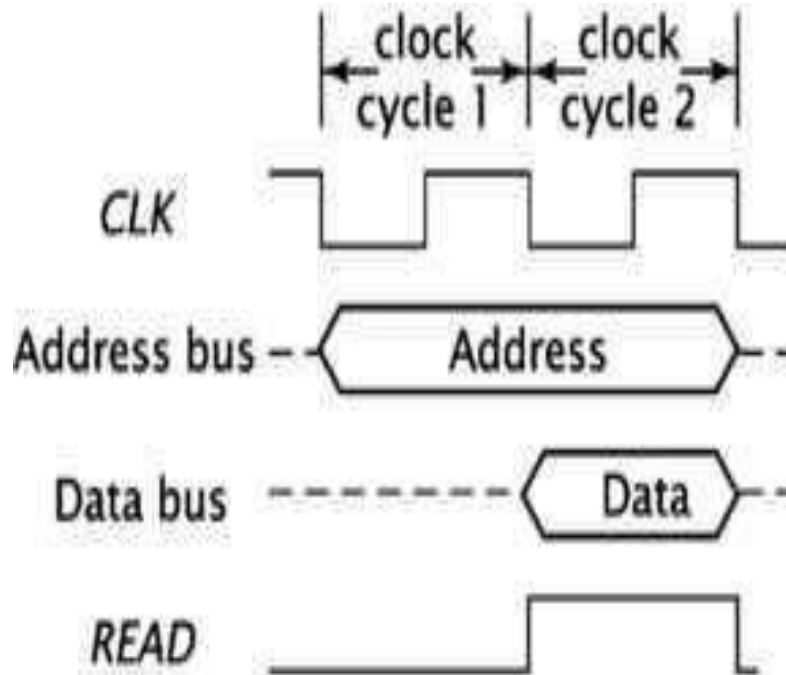 clock clock
cycle 1 cycle 2
CLK
Address bus Address
Data bus Data
READ